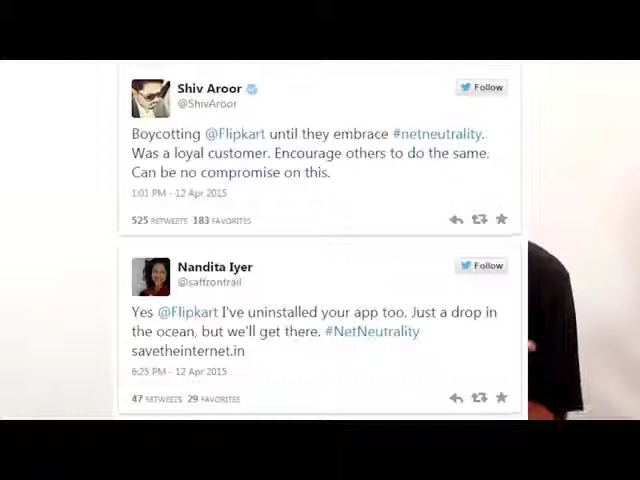 Shiv Aroor
Follow
@ShivAroor
Boycotting @Flipkart until they embrace #netneutrality.
Was a loyal customer. Encourage others to do the same.
Can be no compromise on this.
1:01 PM - 12 Apr 2015
525 RETWEETS 183 FAVORITES
Nandita Iyer
Follow
@saffrontrail
Yes @Flipkart I've uninstalled your app too. Just a drop in
the ocean, but we'll get there. #NetNeutrality
savetheinternet.in
6:25 PM - 12 Apr 2015
47 RETWEETS 29 FAVORITES